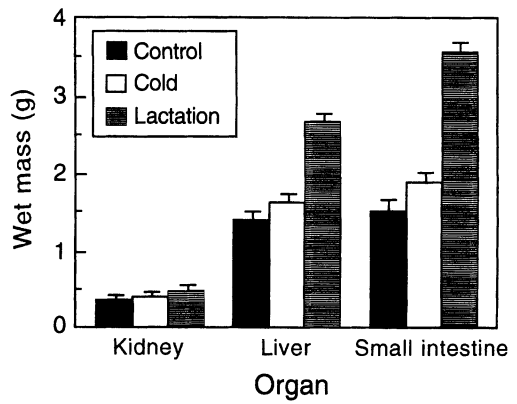 Wet mass (g)
4
3
2
1
0
Control
Cold
Lactation
Kidney Liver Small intestine
Organ